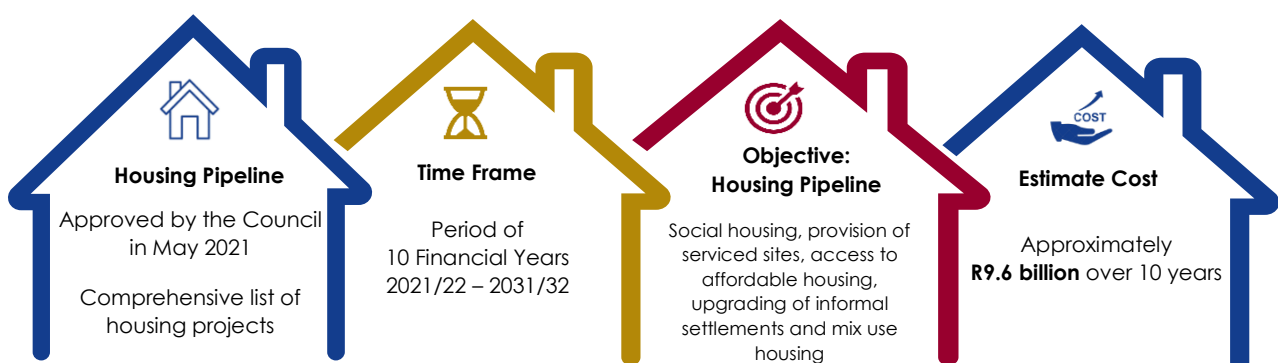 Housing Pipeline
Approved by the Council
in May 2021
Comprehensive list of
housing projects
Time Frame
Period of
10 Financial Years
2021/22 – 2031/32
Objective:
Housing Pipeline
Social housing, provision of
serviced sites, access to
affordable housing,
upgrading of informal
settlements and mix use
housing
COST
Estimate Cost
Approximately
R9.6 billion over 10 years